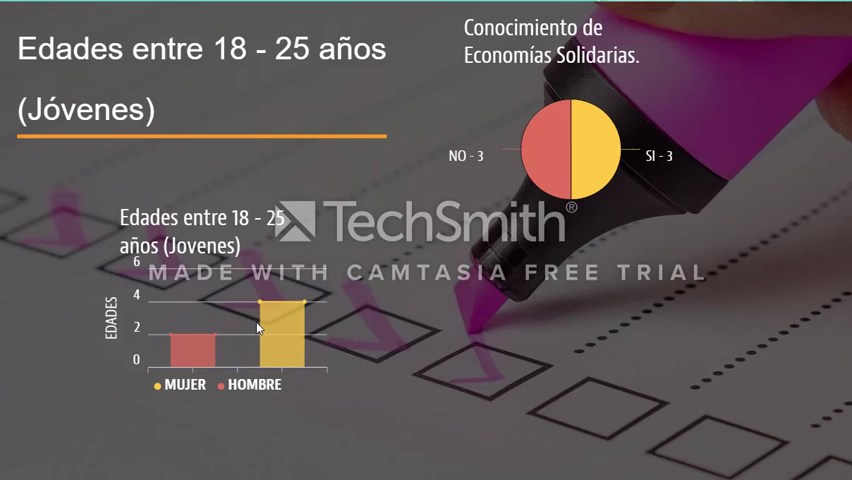 Edades entre 18 - 25 años
(Jóvenes)
Conocimiento de
Economías Solidarias.
NO - 3
SI - 3
Edades entre 18 - 25
años (Jovenes)
TechSmith®
MADE WITH CAMTASIA FREE TRIAL
6
4
2
0
EDADES
MUJER
HOMBRE